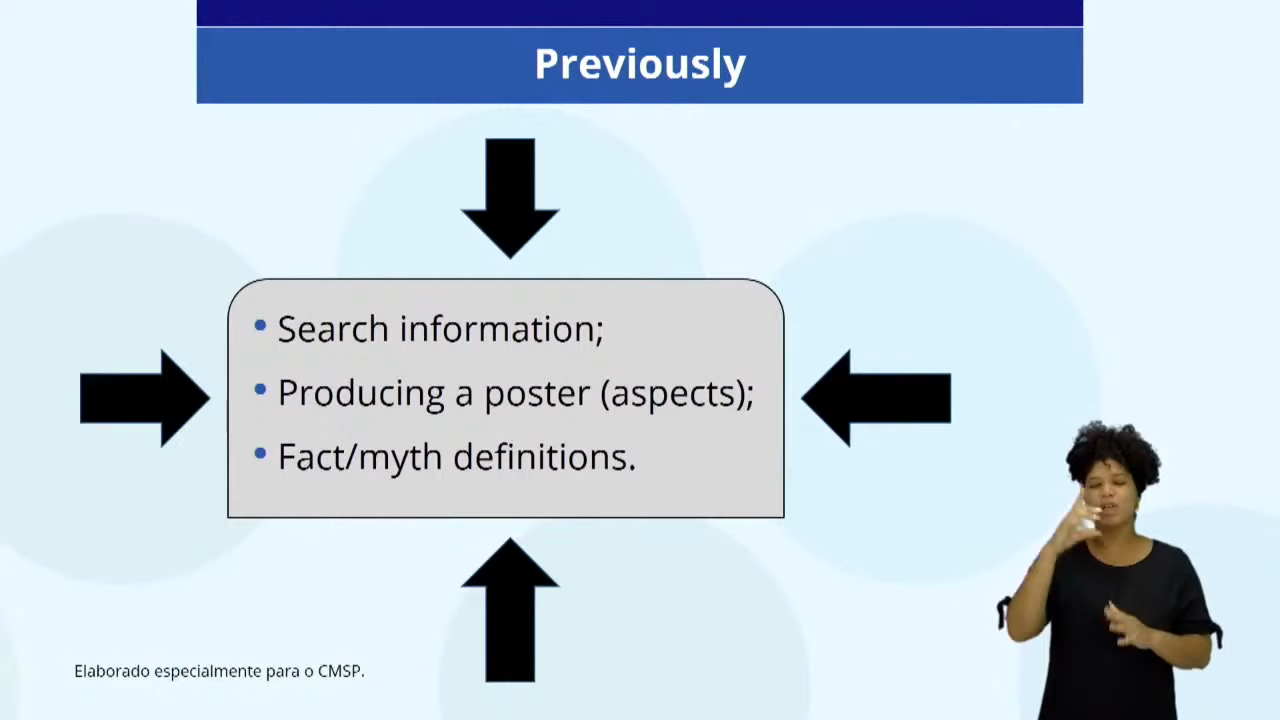 Previously
• Search information;
• Producing a poster (aspects);
• Fact/myth definitions.
Elaborado especialmente para o CMSP.